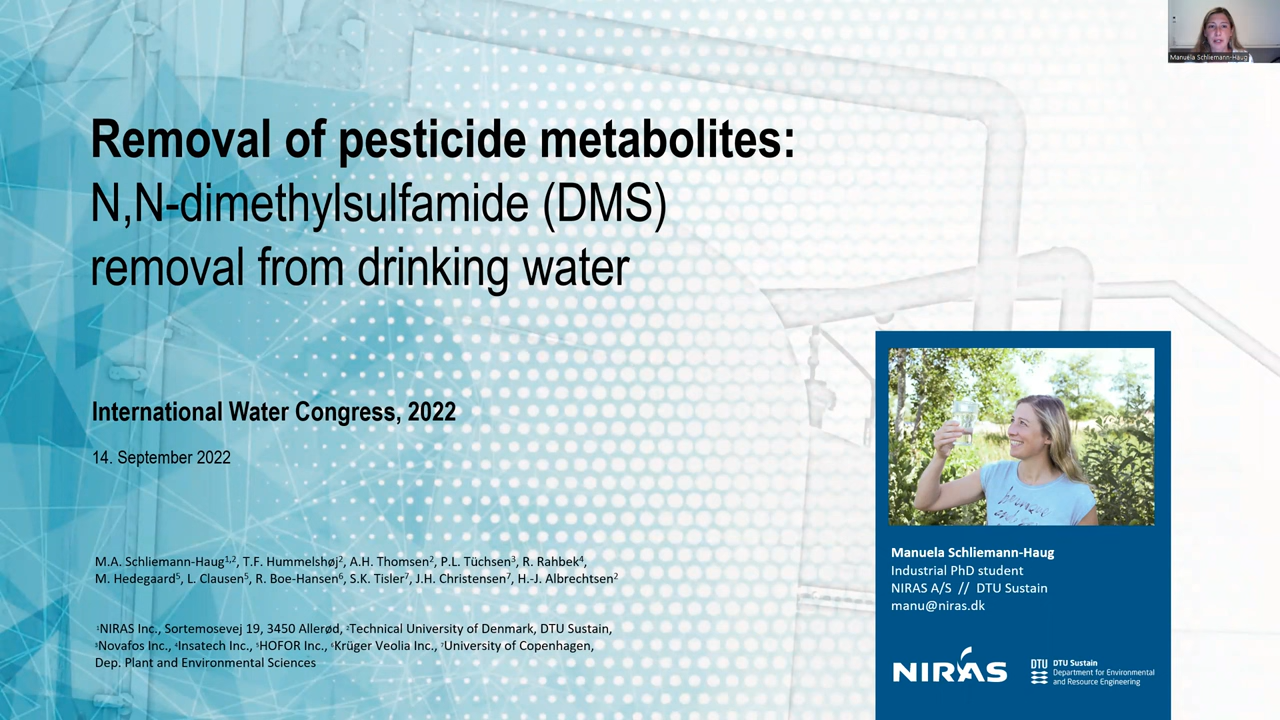 Manuela Schliemann-Haug
Removal of pesticide metabolites:
N,N-dimethylsulfamide (DMS)
removal from drinking water
International Water Congress, 2022
14. September 2022
M.A. Schliemann-Haug1,2, T.F. Hummelshøj2, A.H. Thomsen2, P.L. Tüchsen3, R. Rahbek4,
M. Hedegaard5, L. Clausen5, R. Boe-Hansen6, S.K. Tisler7, J.H. Christensen7, H.-J. Albrechtsen2
1NIRAS Inc., Sortemosevej 19, 3450 Allerød, 2Technical University of Denmark, DTU Sustain,
3Novafos Inc., 4Insatech Inc., 5HOFOR Inc., 6Krüger Veolia Inc., 7University of Copenhagen,
Dep. Plant and Environmental Sciences
Manuela Schliemann-Haug
Industrial PhD student
NIRAS A/S // DTU Sustain
manu@niras.dk
NIRAS
DTU
DTU Sustain
Department for Environmental
and Resource Engineering